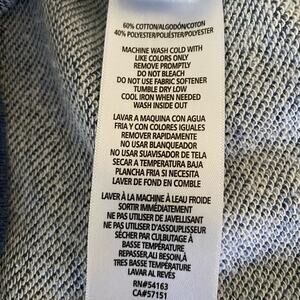 60% COTTON/ALGODÓN/COTON
40% POLYESTER/POLIÉSTER/POLYESTER
MACHINE WASH COLD WITH
LIKE COLORS ONLY
REMOVE PROMPTLY
DO NOT BLEACH
DO NOT USE FABRIC SOFTENER
TUMBLE DRY LOW
COOL IRON WHEN NEEDED
WASH INSIDE OUT
LAVAR A MAQUINA CON AGUA
FRIA Y CON COLORES IGUALES
REMOVER RAPIDAMENTE
NO USAR BLANQUEADOR
NO USAR SUAVISADOR DE TELA
SECAR A TEMPERATURA BAJA
PLANCHA FRIA SI NECESITA
LAVER DE FOND EN COMBLE
LAVER À LA MACHINE À LEAU FROIDE
SORTIR IMMÉDIATEMENT
NE PAS UTILISER DE JAVELLISANT
NE PAS UTILISER D'ASSOUPLISSEUR
SÉCHER PAR CULBUTAGE À
BASSE TEMPÉRATURE
REPASSER,ALI BESOIN,À
TRES BASSE TEMPÉRATURE
LAVAR AL REVÉS
RN#54163
CA#57151